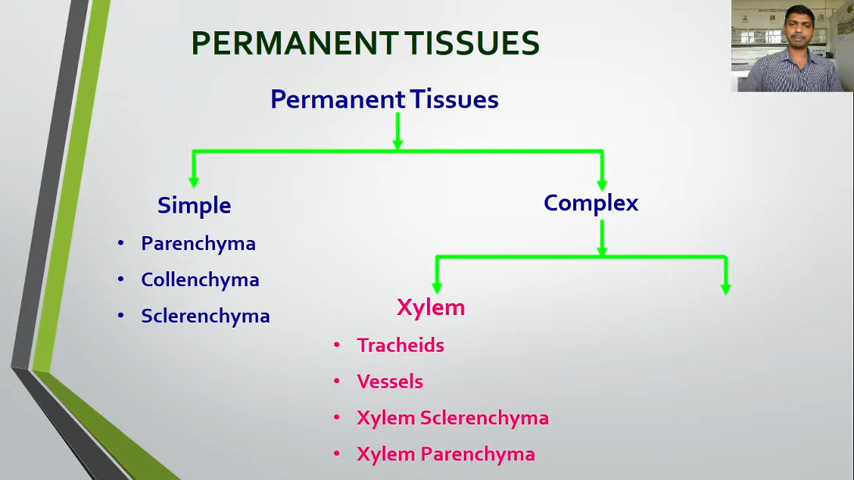 PERMANENT TISSUES
Permanent Tissues
Simple
• Parenchyma
• Collenchyma
• Sclerenchyma
Complex
Xylem
• Tracheids
• Vessels
• Xylem Sclerenchyma
• Xylem Parenchyma